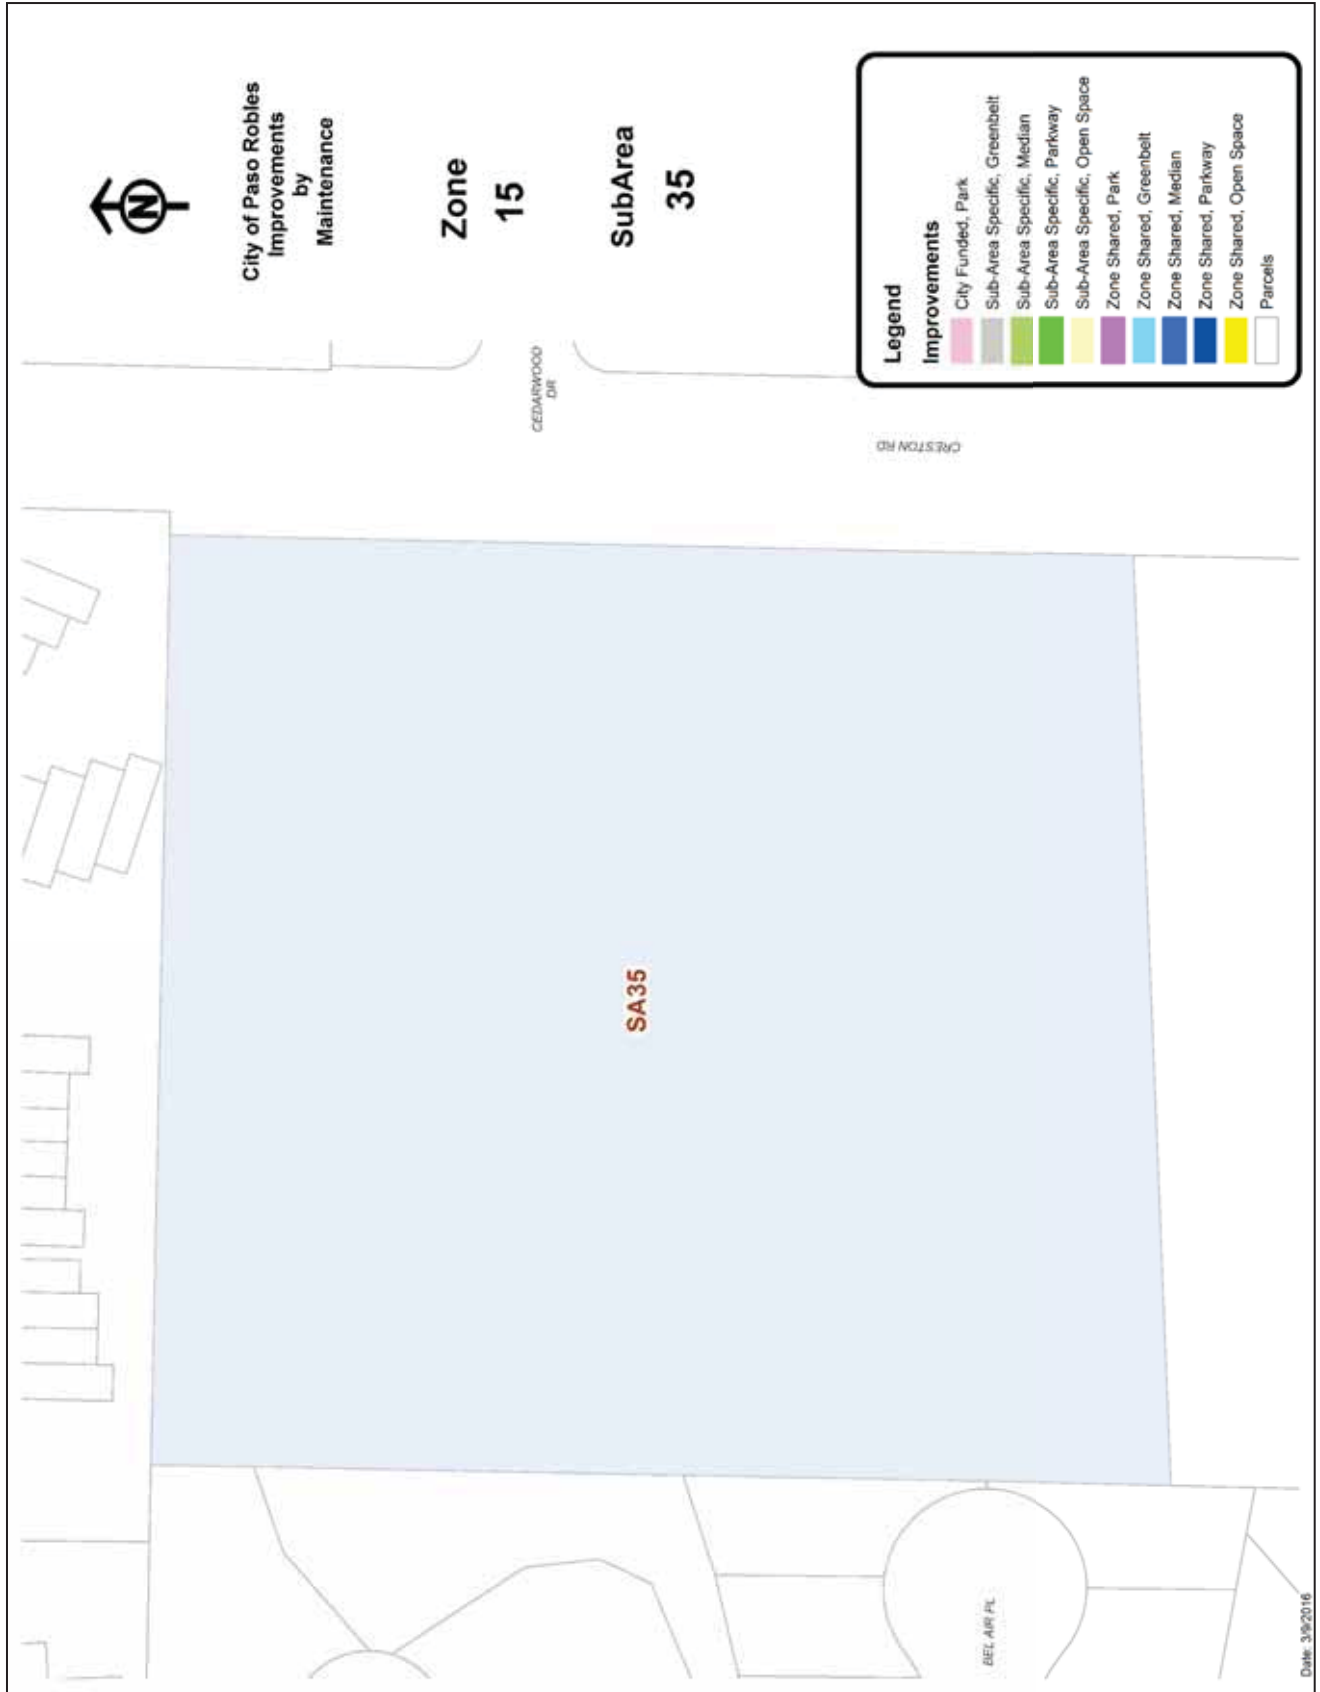 N
City of Paso Robles
Improvements
by
Maintenance
Zone
15
SubArea
35
CEDARWOOD
DR
CRESTON RD
SA35
BEL AIR PL
Legend
Improvements
City Funded, Park
Sub-Area Specific, Greenbelt
Sub-Area Specific, Median
Sub-Area Specific, Parkway
Sub-Area Specific, Open Space
Zone Shared, Park
Zone Shared, Greenbelt
Zone Shared, Median
Zone Shared, Parkway
Zone Shared, Open Space
Parcels
Date: 3/9/2016